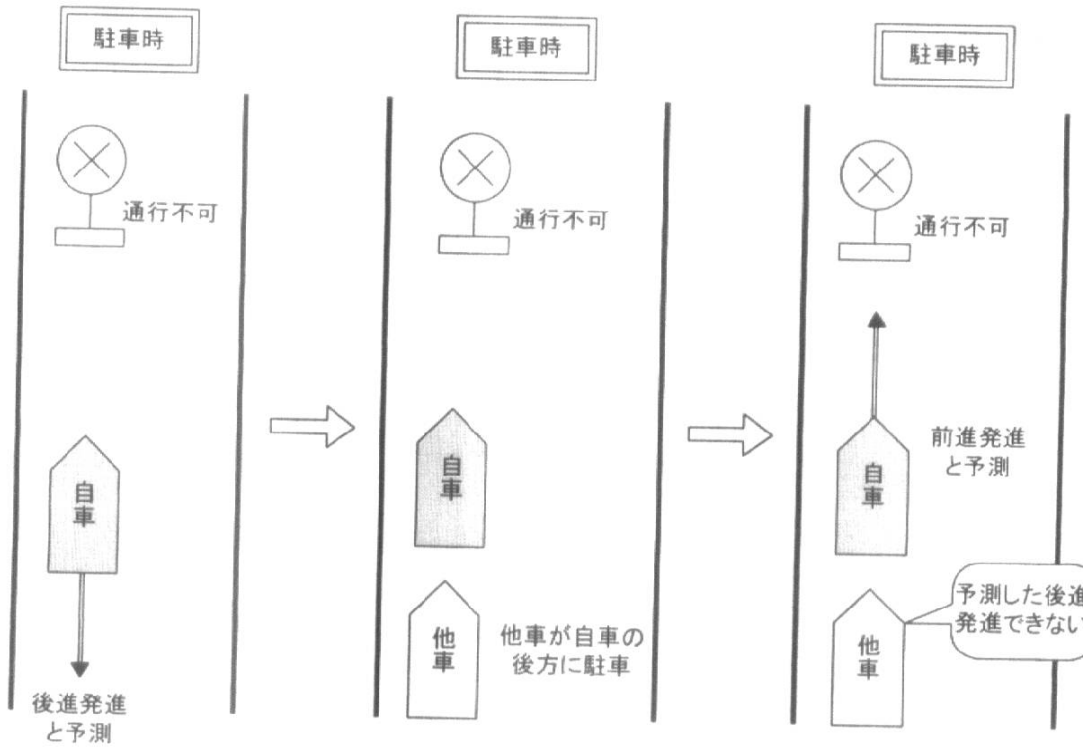 駐車時
通行不可
自車
後進発進
と予測
駐車時
通行不可
自車
他車
他車が自車の
後方に駐車
駐車時
通行不可
前進発進
と予測
自車
他車
予測した後進
発進できない